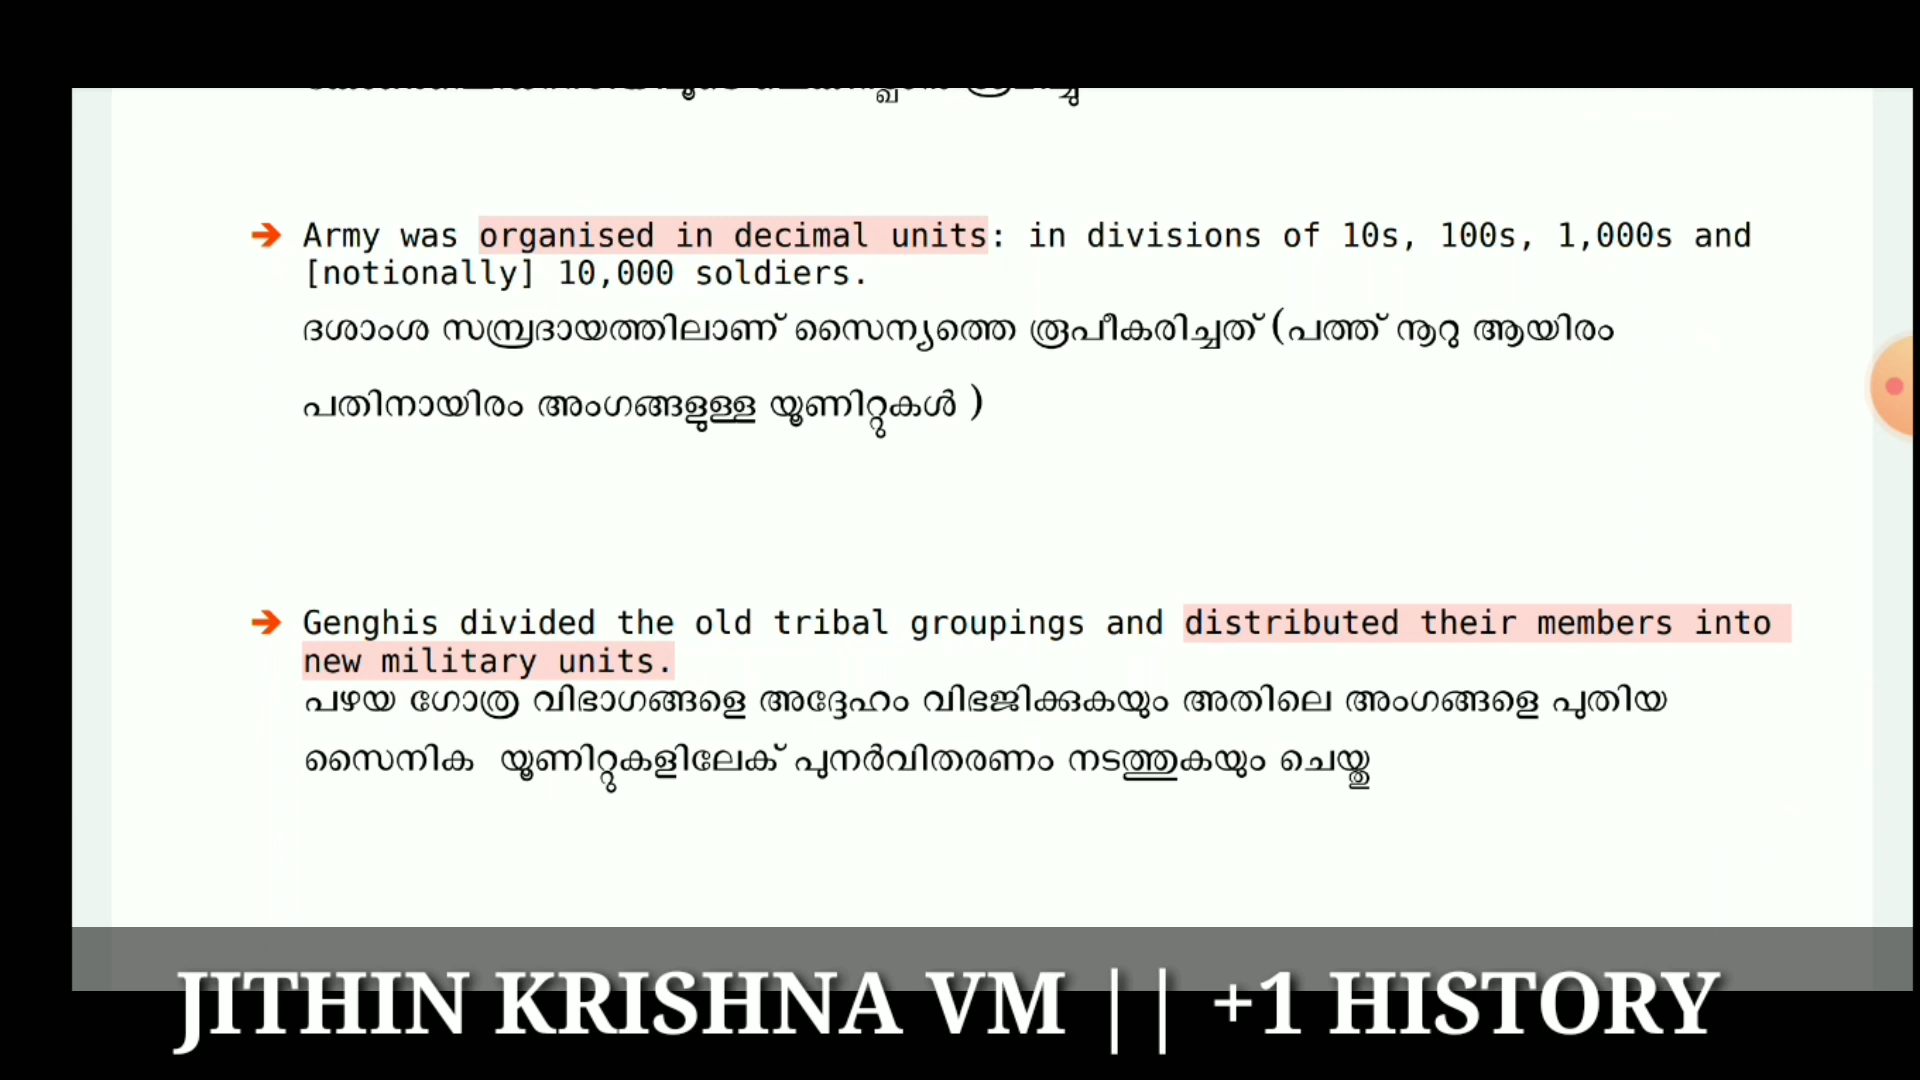 ➔ Army was organised in decimal units: in divisions of 10s, 100s, 1,000s and
[notionally] 10,000 soldiers.
ദശാംശ സമ്പ്രദായത്തിലാണ് സൈന്യത്തെ രൂപീകരിച്ചത് (പത്ത് നൂറു ആയിരം
പതിനായിരം അംഗങ്ങളുള്ള യൂണിറ്റുകൾ )
➔ Genghis divided the old tribal groupings and distributed their members into
new military units.
പഴയ ഗോത്ര വിഭാഗങ്ങളെ അദ്ദേഹം വിഭജിക്കുകയും അതിലെ അംഗങ്ങളെ പുതിയ
സൈനിക യൂണിറ്റുകളിലേക് പുനർവിതരണം നടത്തുകയും ചെയ്തു
JITHIN KRISHNA VM || +1 HISTORY